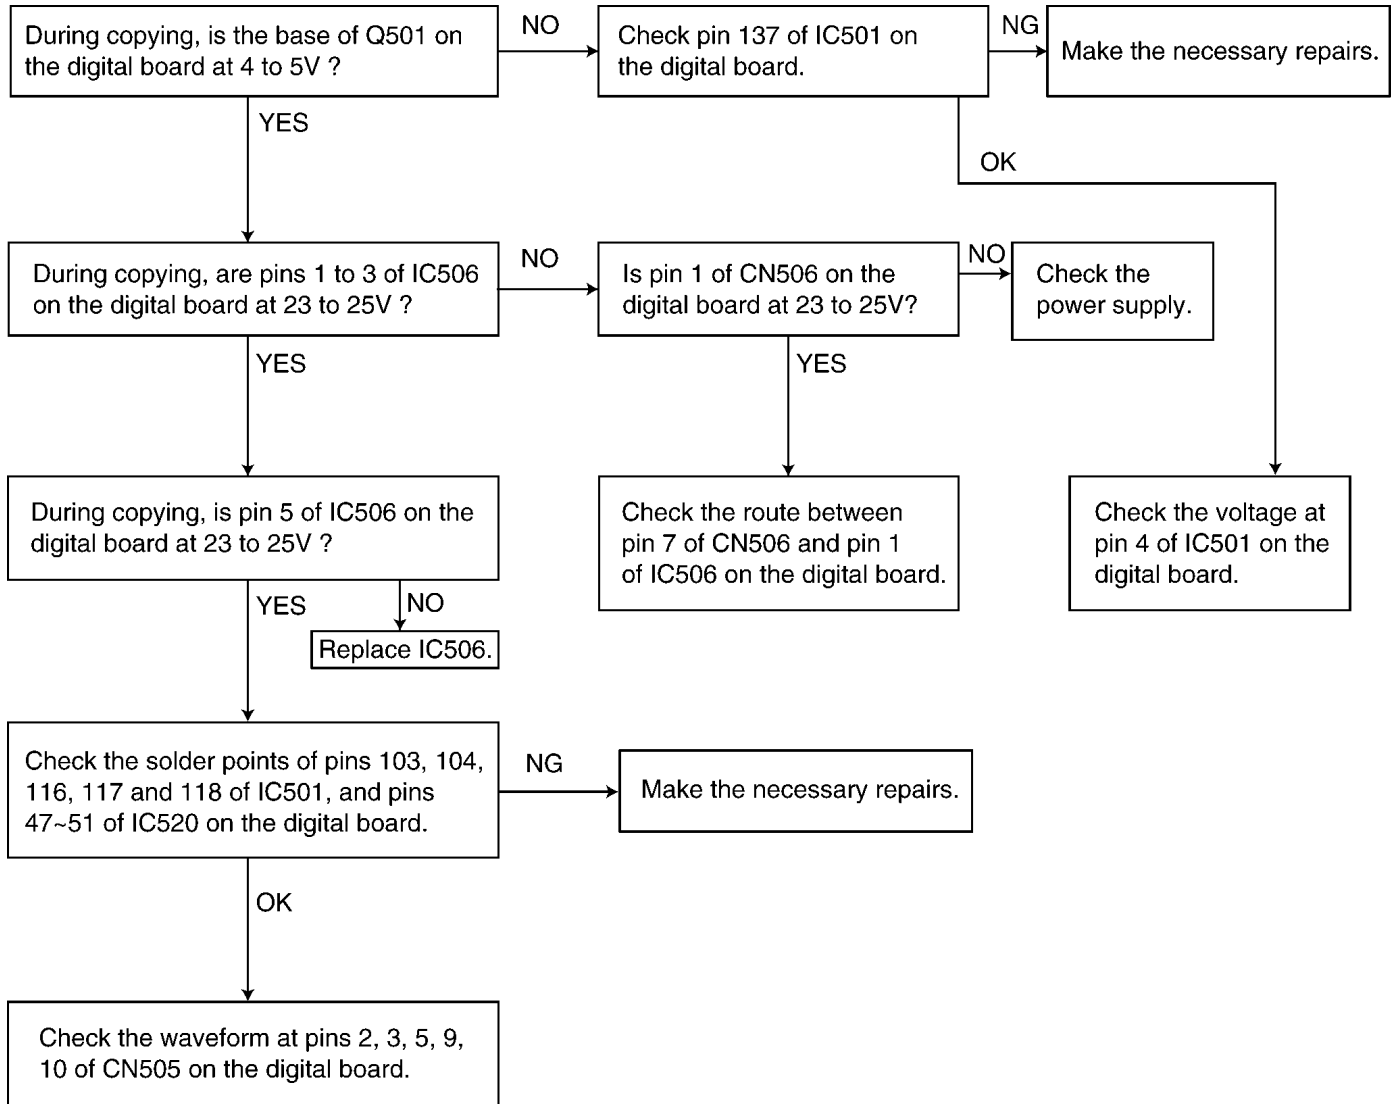 During copying, is the base of Q501 on
the digital board at 4 to 5V ?
NO
Check pin 137 of IC501 on
the digital board.
NG
Make the necessary repairs.
YES
OK
During copying, are pins 1 to 3 of IC506
on the digital board at 23 to 25V ?
NO
Is pin 1 of CN506 on the
digital board at 23 to 25V?
NO
Check the
power supply.
YES
YES
During copying, is pin 5 of IC506 on the
digital board at 23 to 25V ?
Check the route between
pin 7 of CN506 and pin 1
of IC506 on the digital board.
Check the voltage at
pin 4 of IC501 on the
digital board.
YES
NO
Replace IC506.
Check the solder points of pins 103, 104,
116, 117 and 118 of IC501, and pins
47~51 of IC520 on the digital board.
NG
Make the necessary repairs.
OK
Check the waveform at pins 2, 3, 5, 9,
10 of CN505 on the digital board.